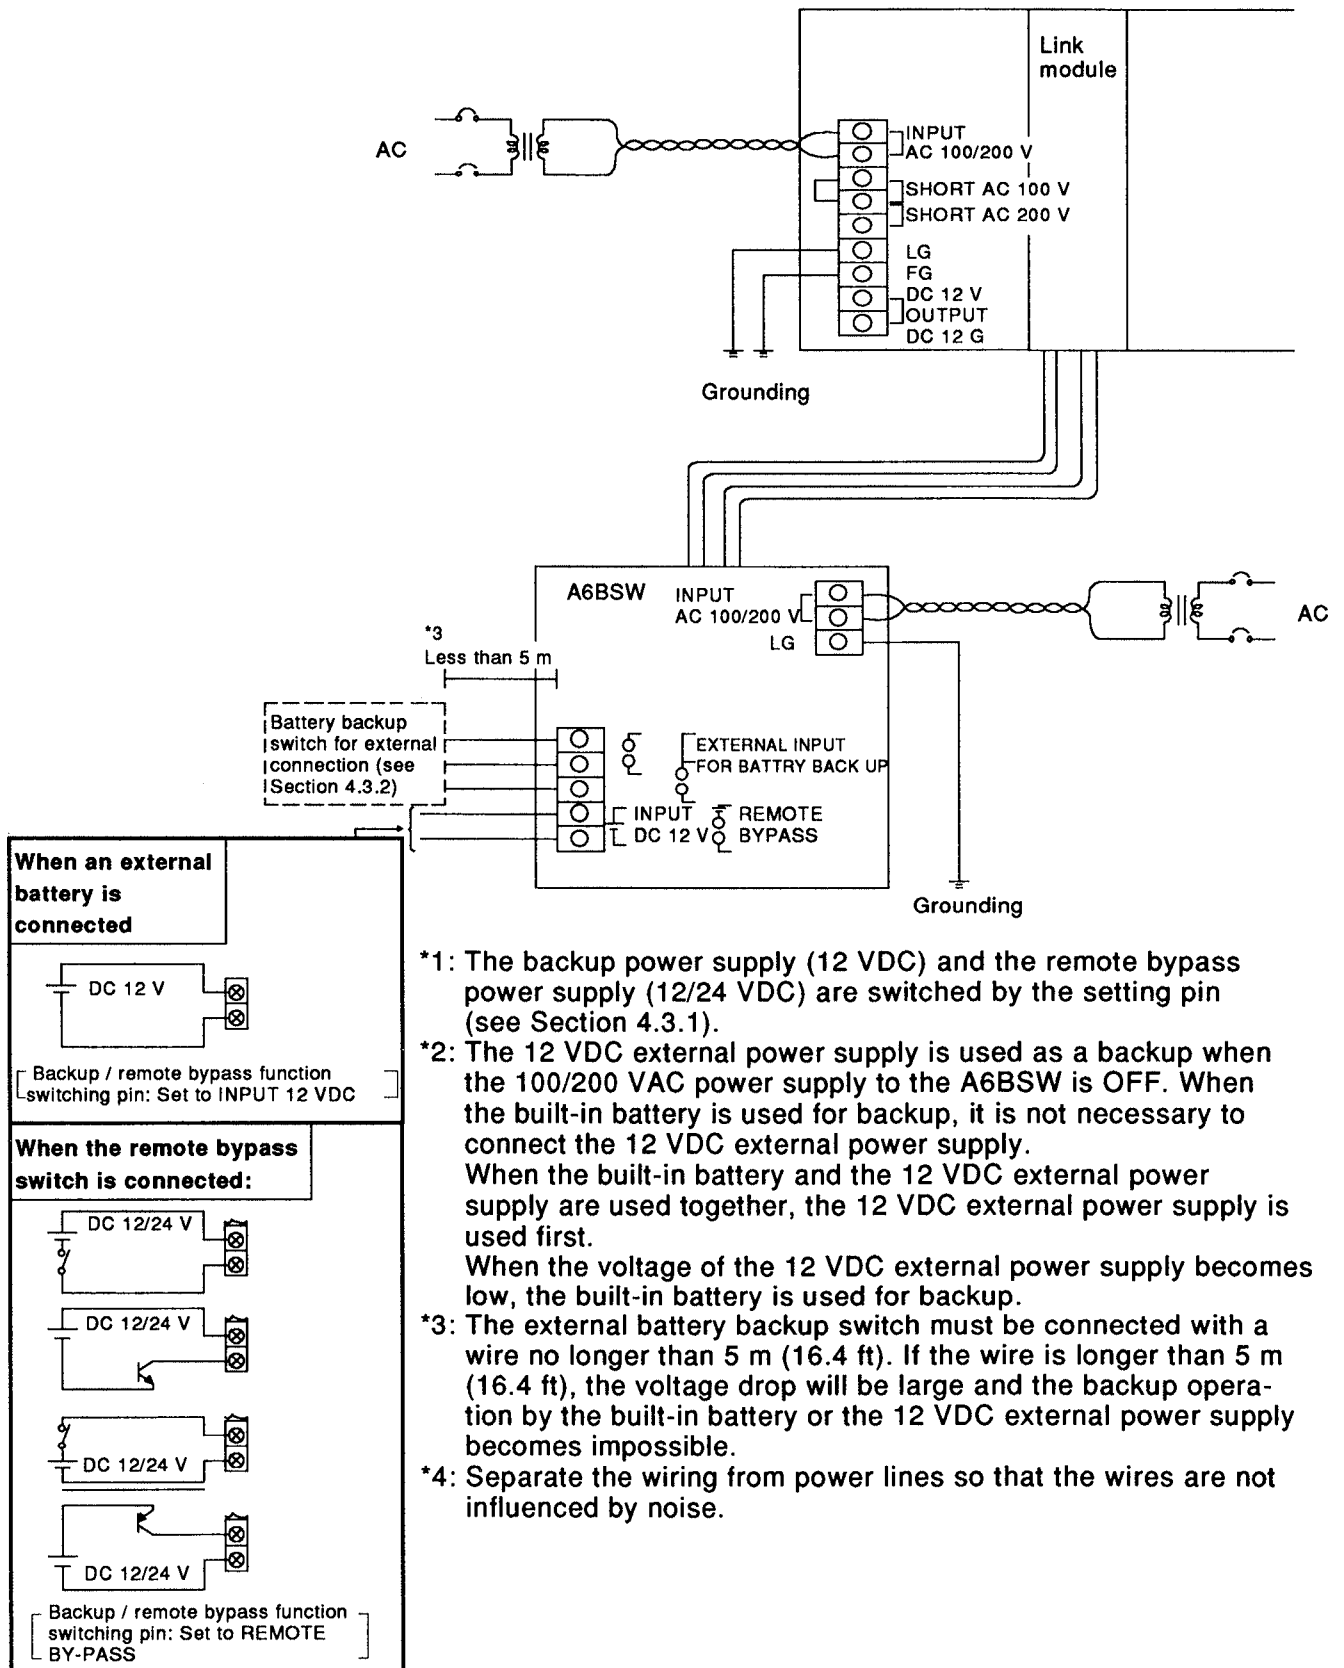 Link
module
AC
INPUT
AC 100/200 V
SHORT AC 100 V
SHORT AC 200 V
LG
FG
DC 12 V
OUTPUT
DC 12 G
Grounding
A6BSW
INPUT
AC 100/200 V
LG
AC
*3
Less than 5 m
Battery backup
switch for external
connection (see
Section 4.3.2)
EXTERNAL INPUT
FOR BATTRY BACK UP
INPUT
DC 12 V
REMOTE
BYPASS
Grounding
When an external
battery is
connected
DC 12 V
Backup / remote bypass function
switching pin: Set to INPUT 12 VDC
When the remote bypass
switch is connected:
DC 12/24 V
DC 12/24 V
DC 12/24 V
DC 12/24 V
Backup / remote bypass function
switching pin: Set to REMOTE
BY-PASS
*1: The backup power supply (12 VDC) and the remote bypass
power supply (12/24 VDC) are switched by the setting pin
(see Section 4.3.1).
*2: The 12 VDC external power supply is used as a backup when
the 100/200 VAC power supply to the A6BSW is OFF. When
the built-in battery is used for backup, it is not necessary to
connect the 12 VDC external power supply.
When the built-in battery and the 12 VDC external power
supply are used together, the 12 VDC external power supply is
used first.
When the voltage of the 12 VDC external power supply becomes
low, the built-in battery is used for backup.
*3: The external battery backup switch must be connected with a
wire no longer than 5 m (16.4 ft). If the wire is longer than 5 m
(16.4 ft), the voltage drop will be large and the backup opera-
tion by the built-in battery or the 12 VDC external power supply
becomes impossible.
*4: Separate the wiring from power lines so that the wires are not
influenced by noise.